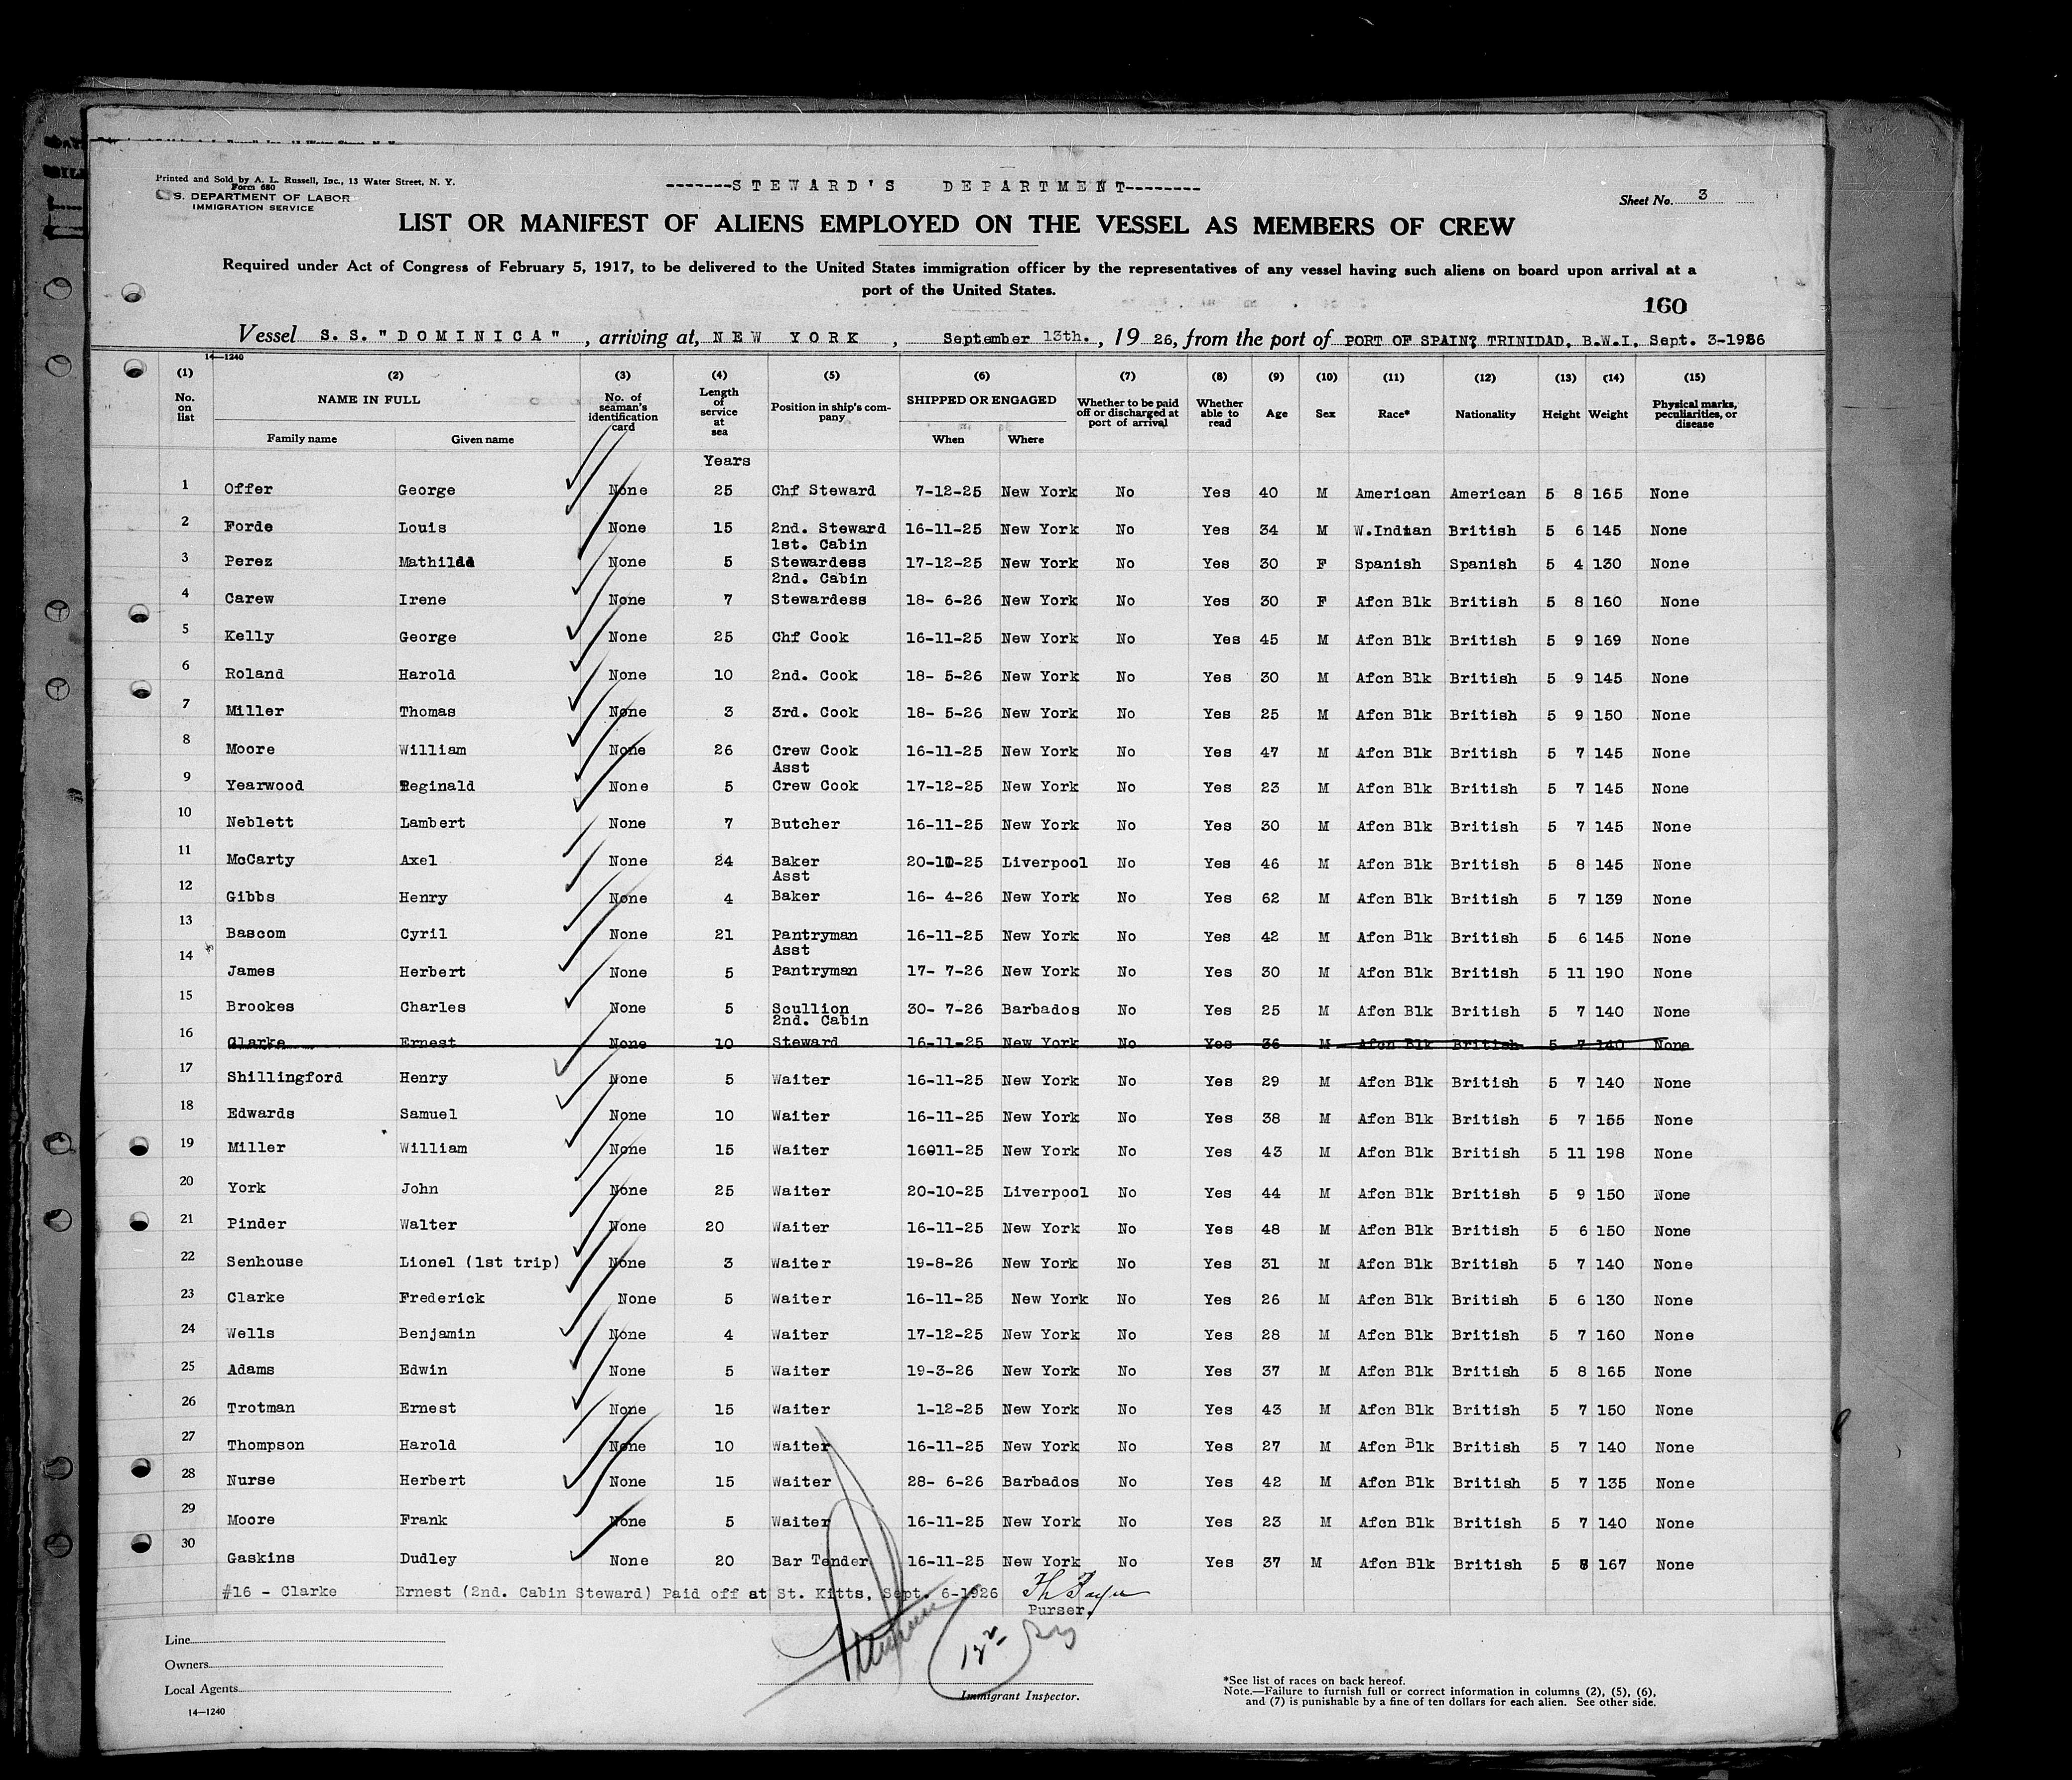 Printed and Sold by A. L. Russell, Inc., 13 Water Street, N. Y.
Form 680
S. DEPARTMENT OF LABOR
IMMIGRATION SERVICE
-------STEWARD'S DEPARTMENT--------
Sheet No. 3
LIST OR MANIFEST OF ALIENS EMPLOYED ON THE VESSEL AS MEMBERS OF CREW
Required under Act of Congress of February 5, 1917, to be delivered to the United States immigration officer by the representatives of any vessel having such aliens on board upon arrival at a
port of the United States.
160
Vessel S.S. "DOMINICA", arriving at, NEW YORK, September 13th., 1926, from the port of PORT OF SPAIN? TRINIDAD. B.W.I. Sept. 3-1926
14—1240
(1) (2) (3) (4) (5) (6) (7) (8) (9) (10) (11) (12) (13) (14) (15)
No. on list NAME IN FULL Family name Given name No. of seaman's identification card Length of service at sea Position in ship's company SHIPPED OR ENGAGED When Where Whether to be paid off or discharged at port of arrival Whether able to read Age Sex Race* Nationality Height Weight Physical marks, peculiarities, or disease
Years
1 Offer George None 25 Chf Steward 7-12-25 New York No Yes 40 M American American 5 8 165 None
2 Forde Louis None 15 2nd. Steward 16-11-25 New York No Yes 34 M W.Indian British 5 6 145 None
3 Perez Mathilde None 5 1st. Cabin Stewardess 17-12-25 New York No Yes 30 F Spanish Spanish 5 4 130 None
4 Carew Irene None 7 2nd. Cabin Stewardess 18- 6-26 New York No Yes 30 F Afcn Blk British 5 8 160 None
5 Kelly George None 25 Chf Cook 16-11-25 New York No Yes 45 M Afcn Blk British 5 9 169 None
6 Roland Harold None 10 2nd. Cook 18- 5-26 New York No Yes 30 M Afcn Blk British 5 9 145 None
7 Miller Thomas None 3 3rd. Cook 18- 5-26 New York No Yes 25 M Afcn Blk British 5 9 150 None
8 Moore William None 26 Crew Cook 16-11-25 New York No Yes 47 M Afcn Blk British 5 7 145 None
9 Yearwood Reginald None 5 Asst Crew Cook 17-12-25 New York No Yes 23 M Afcn Blk British 5 7 145 None
10 Neblett Lambert None 7 Butcher 16-11-25 New York No Yes 30 M Afcn Blk British 5 7 145 None
11 McCarty Axel None 24 Baker 20-10-25 Liverpool No Yes 46 M Afcn Blk British 5 8 145 None
12 Gibbs Henry None 4 Asst Baker 16- 4-26 New York No Yes 62 M Afcn Blk British 5 7 139 None
13 Bascom Cyril None 21 Pantryman 16-11-25 New York No Yes 42 M Afcn Blk British 5 6 145 None
14 James Herbert None 5 Asst Pantryman 17- 7-26 New York No Yes 30 M Afcn Blk British 5 11 190 None
15 Brookes Charles None 5 Scullion 30- 7-26 Barbados No Yes 25 M Afcn Blk British 5 7 140 None
16 Clarke Ernest None 10 2nd. Cabin Steward 16-11-25 New York No Yes 36 M Afcn Blk British 5 7 140 None
17 Shillingford Henry None 5 Waiter 16-11-25 New York No Yes 29 M Afcn Blk British 5 7 140 None
18 Edwards Samuel None 10 Waiter 16-11-25 New York No Yes 38 M Afcn Blk British 5 7 155 None
19 Miller William None 15 Waiter 16011-25 New York No Yes 43 M Afcn Blk British 5 11 198 None
20 York John None 25 Waiter 20-10-25 Liverpool No Yes 44 M Afcn Blk British 5 9 150 None
21 Pinder Walter None 20 Waiter 16-11-25 New York No Yes 48 M Afcn Blk British 5 6 150 None
22 Senhouse Lionel (1st trip) None 3 Waiter 19-8-26 New York No Yes 31 M Afcn Blk British 5 7 140 None
23 Clarke Frederick None 5 Waiter 16-11-25 New York No Yes 26 M Afcn Blk British 5 6 130 None
24 Wells Benjamin None 4 Waiter 17-12-25 New York No Yes 28 M Afcn Blk British 5 7 160 None
25 Adams Edwin None 5 Waiter 19-3-26 New York No Yes 37 M Afcn Blk British 5 8 165 None
26 Trotman Ernest None 15 Waiter 1-12-25 New York No Yes 43 M Afcn Blk British 5 7 150 None
27 Thompson Harold None 10 Waiter 16-11-25 New York No Yes 27 M Afcn Blk British 5 7 140 None
28 Nurse Herbert None 15 Waiter 28- 6-26 Barbados No Yes 42 M Afcn Blk British 5 7 135 None
29 Moore Frank None 5 Waiter 16-11-25 New York No Yes 23 M Afcn Blk British 5 7 140 None
30 Gaskins Dudley None 20 Bar Tender 16-11-25 New York No Yes 37 M Afcn Blk British 5 8 167 None
#16 - Clarke Ernest (2nd. Cabin Steward) Paid off at St. Kitts, Sept. 6-1926
Purser.
Line
Owners
Local Agents
14—1240
Immigrant Inspector.
*See list of races on back hereof.
Note.—Failure to furnish full or correct information in columns (2), (5), (6),
and (7) is punishable by a fine of ten dollars for each alien. See other side.